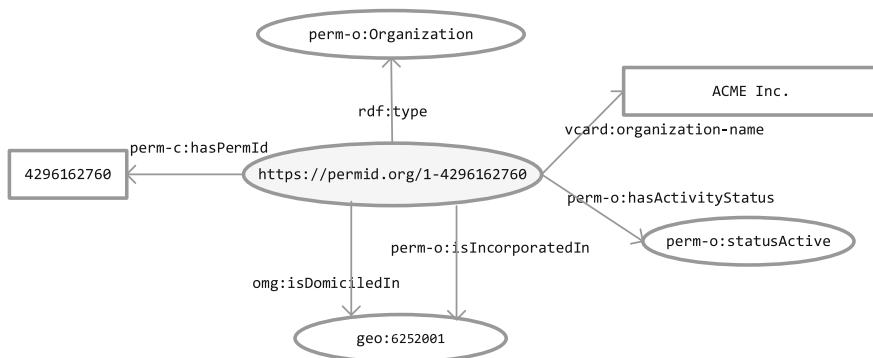 perm-o:Organization
ACME Inc.
rdf:type
vcard:organization-name
perm-c:hasPermId
4296162760
https://permid.org/1-4296162760
perm-o:hasActivityStatus
perm-o:isIncorporatedIn
perm-o:statusActive
omg:isDomiciledIn
geo:6252001